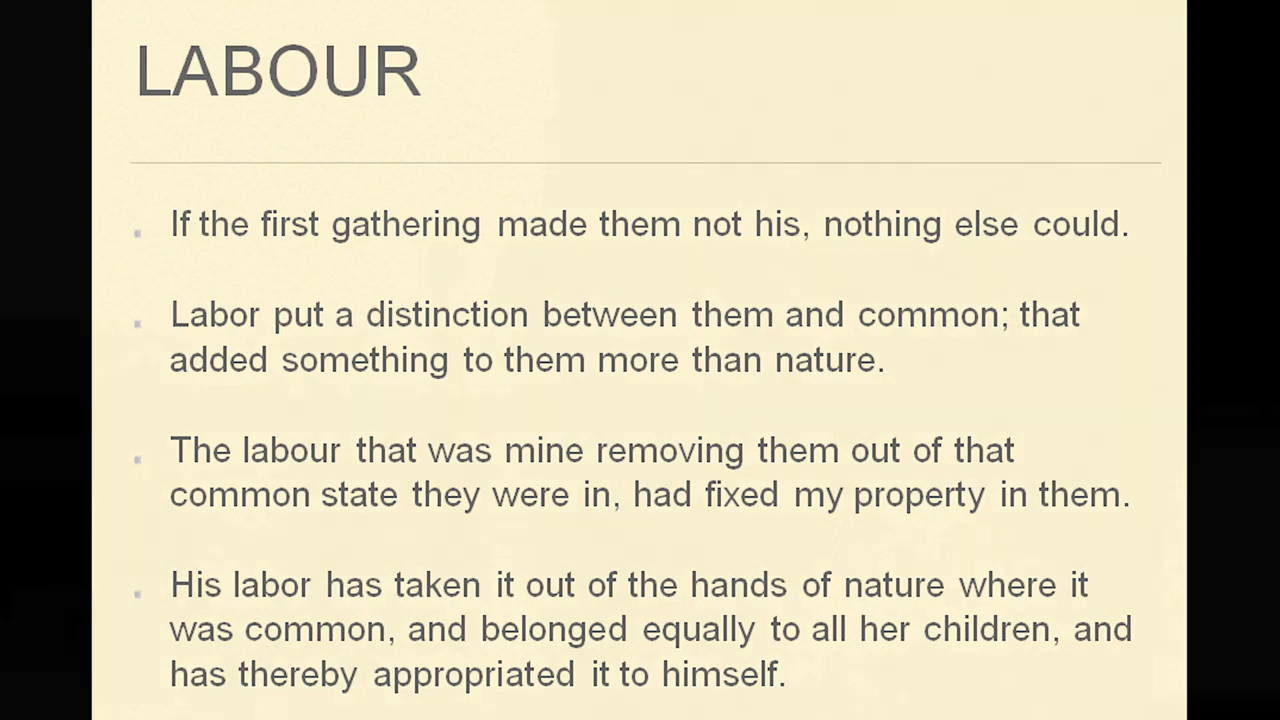 LABOUR
If the first gathering made them not his, nothing else could.
Labor put a distinction between them and common; that
added something to them more than nature.
The labour that was mine removing them out of that
common state they were in, had fixed my property in them.
His labor has taken it out of the hands of nature where it
was common, and belonged equally to all her children, and
has thereby appropriated it to himself.